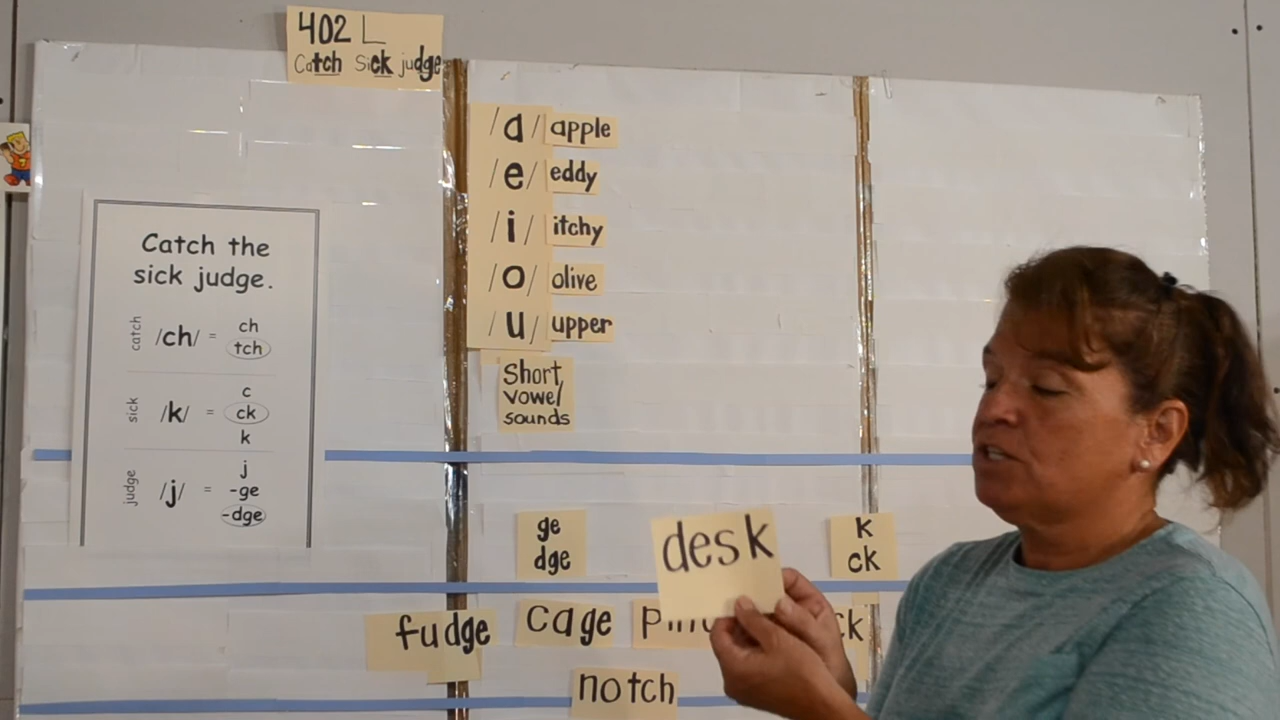 402 L
Catch Sick judge
/a/ apple
/e/ eddy
/i/ itchy
/o/ olive
/u/ upper
Short
vowel
sounds
Catch the
sick judge.
catch /ch/ = ch
tch
sick /k/ = c
ck
k
judge /j/ = j
-ge
-dge
ge
dge
desk
k
ck
fudge
cage
notch